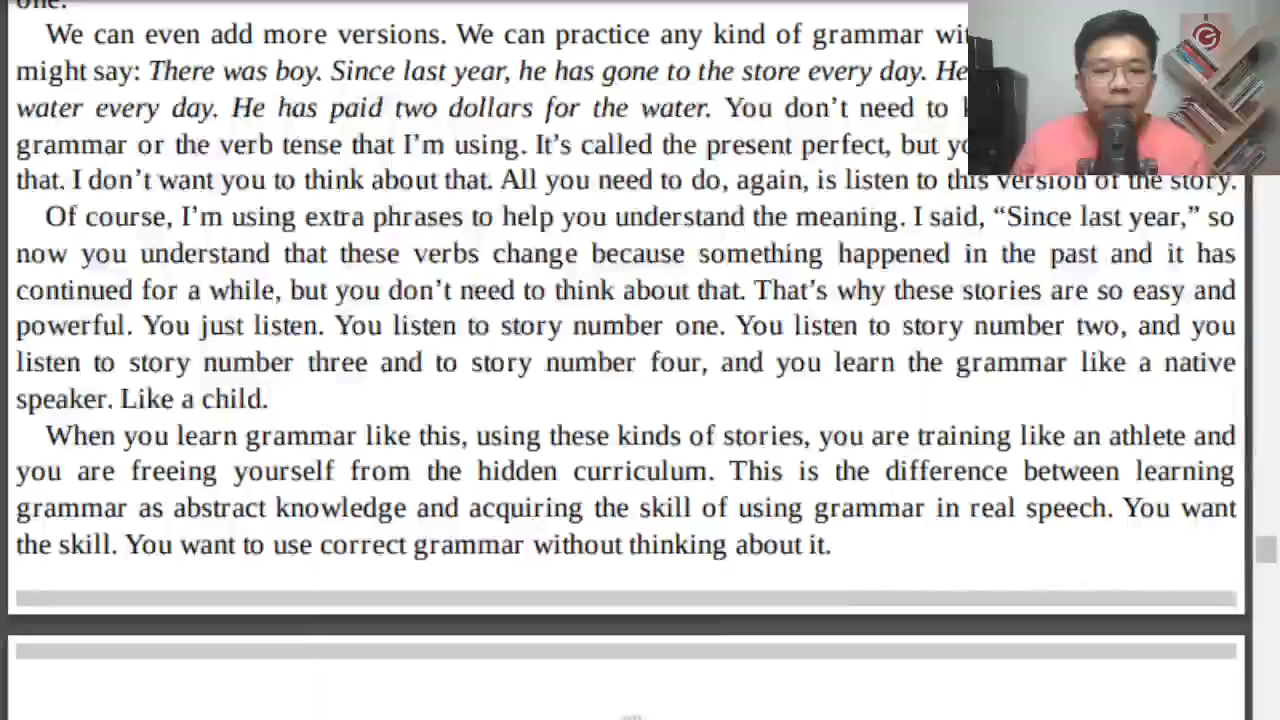 one.
We can even add more versions. We can practice any kind of grammar
might say: There was boy. Since last year, he has gone to the store every day. He
water every day. He has paid two dollars for the water. You don’t need to
grammar or the verb tense that I’m using. It’s called the present perfect, but
that. I don’t want you to think about that. All you need to do, again, is listen to this version of the story.
Of course, I’m using extra phrases to help you understand the meaning. I said, “Since last year,” so
now you understand that these verbs change because something happened in the past and it has
continued for a while, but you don’t need to think about that. That’s why these stories are so easy and
powerful. You just listen. You listen to story number one. You listen to story number two, and you
listen to story number three and to story number four, and you learn the grammar like a native
speaker. Like a child.
When you learn grammar like this, using these kinds of stories, you are training like an athlete and
you are freeing yourself from the hidden curriculum. This is the difference between learning
grammar as abstract knowledge and acquiring the skill of using grammar in real speech. You want
the skill. You want to use correct grammar without thinking about it.